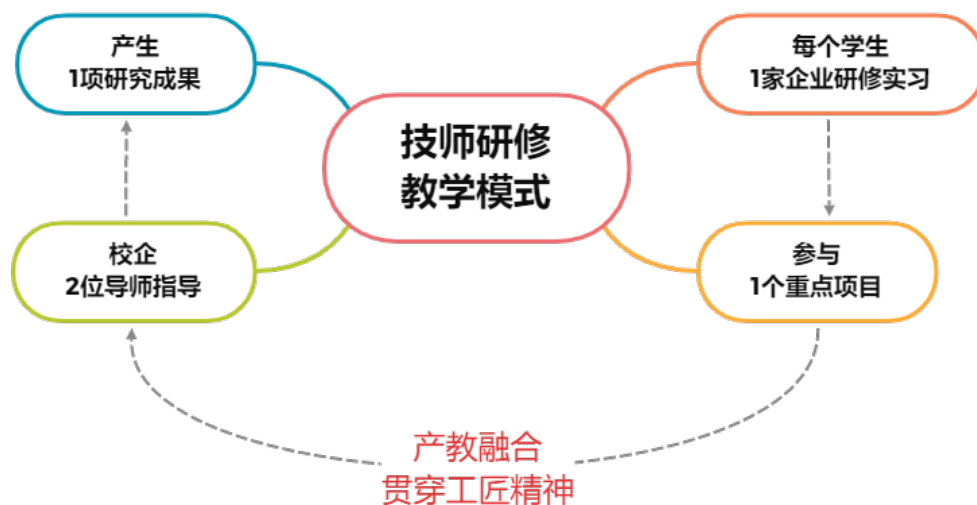 产生
1项研究成果
每个学生
1家企业研修实习
技师研修
教学模式
校企
2位导师指导
参与
1个重点项目
产教融合
贯穿工匠精神